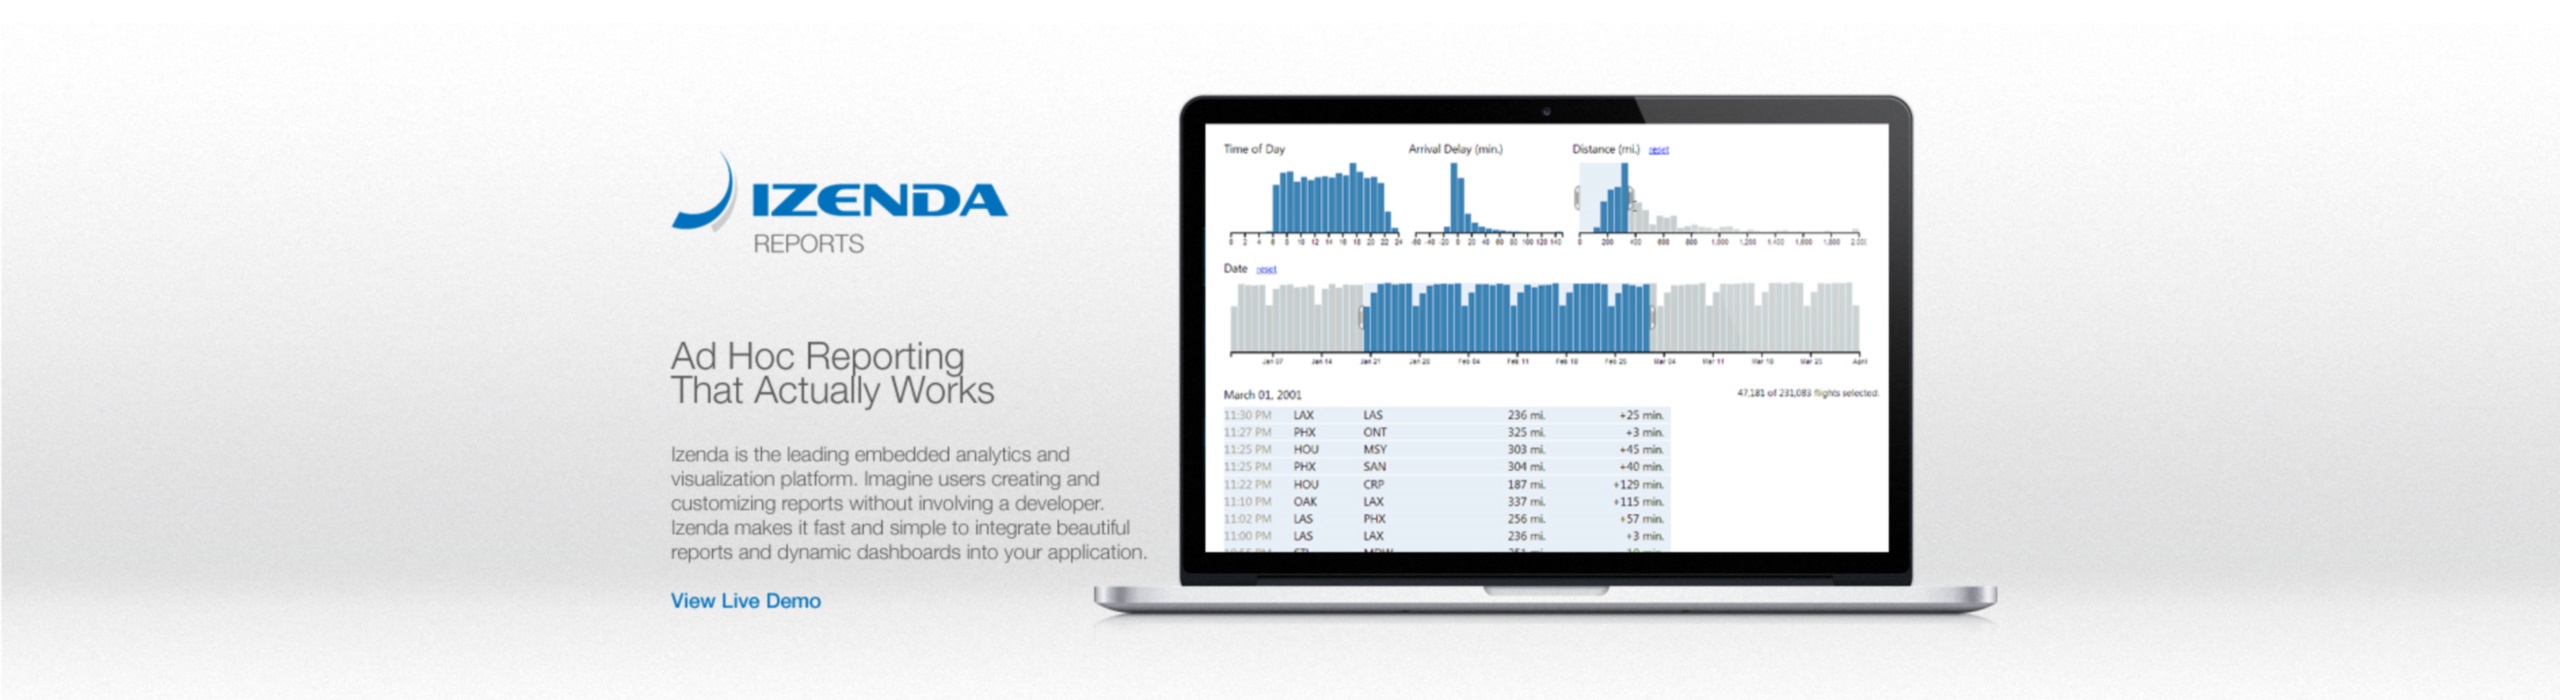 IZENDA
REPORTS
Ad Hoc Reporting
That Actually Works
Izenda is the leading embedded analytics and
visualization platform. Imagine users creating and
customizing reports without involving a developer.
Izenda makes it fast and simple to integrate beautiful
reports and dynamic dashboards into your application.
View Live Demo
Time of Day
0 2 4 6 8 10 12 14 16 18 20 22 24
Arrival Delay (min.)
-60 -40 -20 0 20 40 60 80 100 120 140
Distance (mi.) reset
0 200 400 600 800 1,000 1,200 1,400 1,600 1,800
Date reset
Jan 07 Jan 14 Jan 21 Jan 28 Feb 04 Feb 11 Feb 18 Feb 25 Mar 04 Mar 11 Mar 18 Mar 25 April
March 01, 2001
47,181 of 231,083 flights selected.
11:30 PM LAX LAS 236 mi. +25 min.
11:27 PM PHX ONT 325 mi. +3 min.
11:25 PM HOU MSY 303 mi. +45 min.
11:25 PM PHX SAN 304 mi. +40 min.
11:22 PM HOU CRP 187 mi. +129 min.
11:10 PM OAK LAX 337 mi. +115 min.
11:02 PM LAS PHX 256 mi. +57 min.
11:00 PM LAS LAX 236 mi. +3 min.